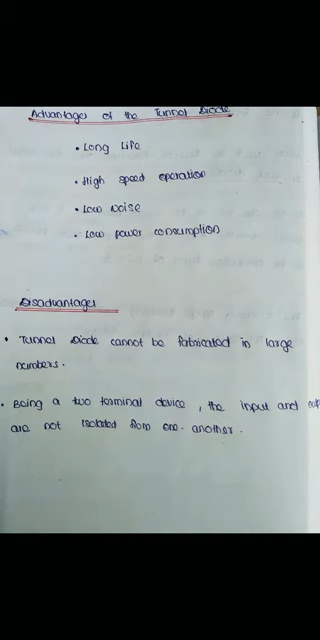 Advantages of the Tunnel Diode
• Long Life
• High speed operation
• Low Noise
• Low power consumption
Disadvantages
• Tunnel Diode cannot be fabricated in large
numbers.
• Being a two terminal device, the input and
are not isolated from one-another.